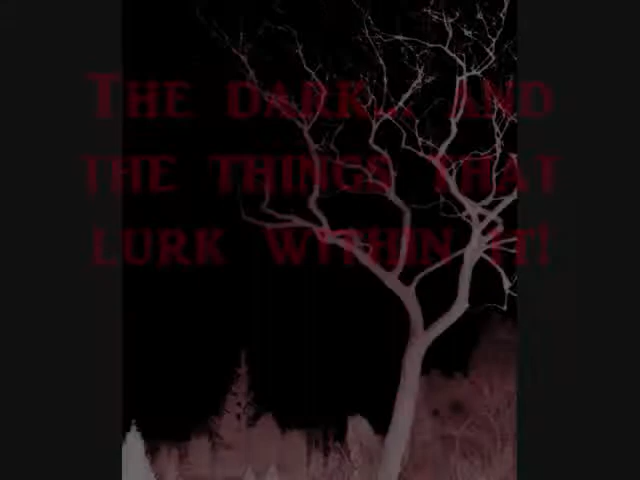 The dark... and
the things that
lurk within it!